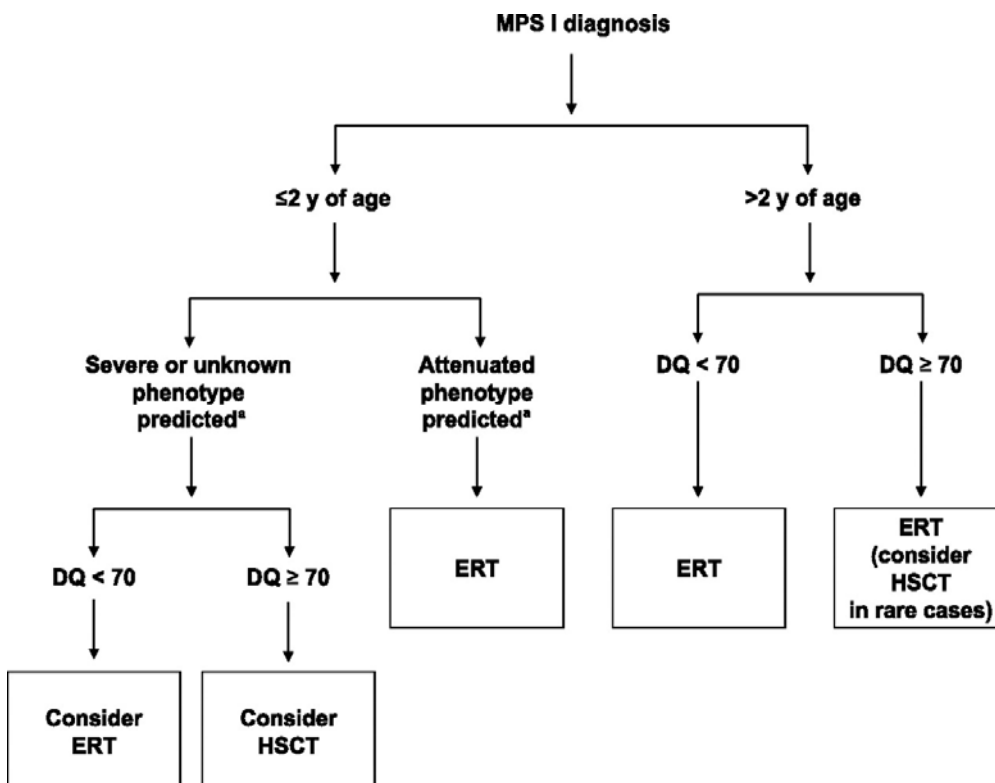 MPS I diagnosis
≤2 y of age
>2 y of age
Severe or unknown
phenotype
predictedᵃ
Attenuated
phenotype
predictedᵃ
DQ < 70
DQ ≥ 70
DQ < 70
DQ ≥ 70
ERT
ERT
ERT
(consider
HSCT
in rare cases)
Consider
ERT
Consider
HSCT